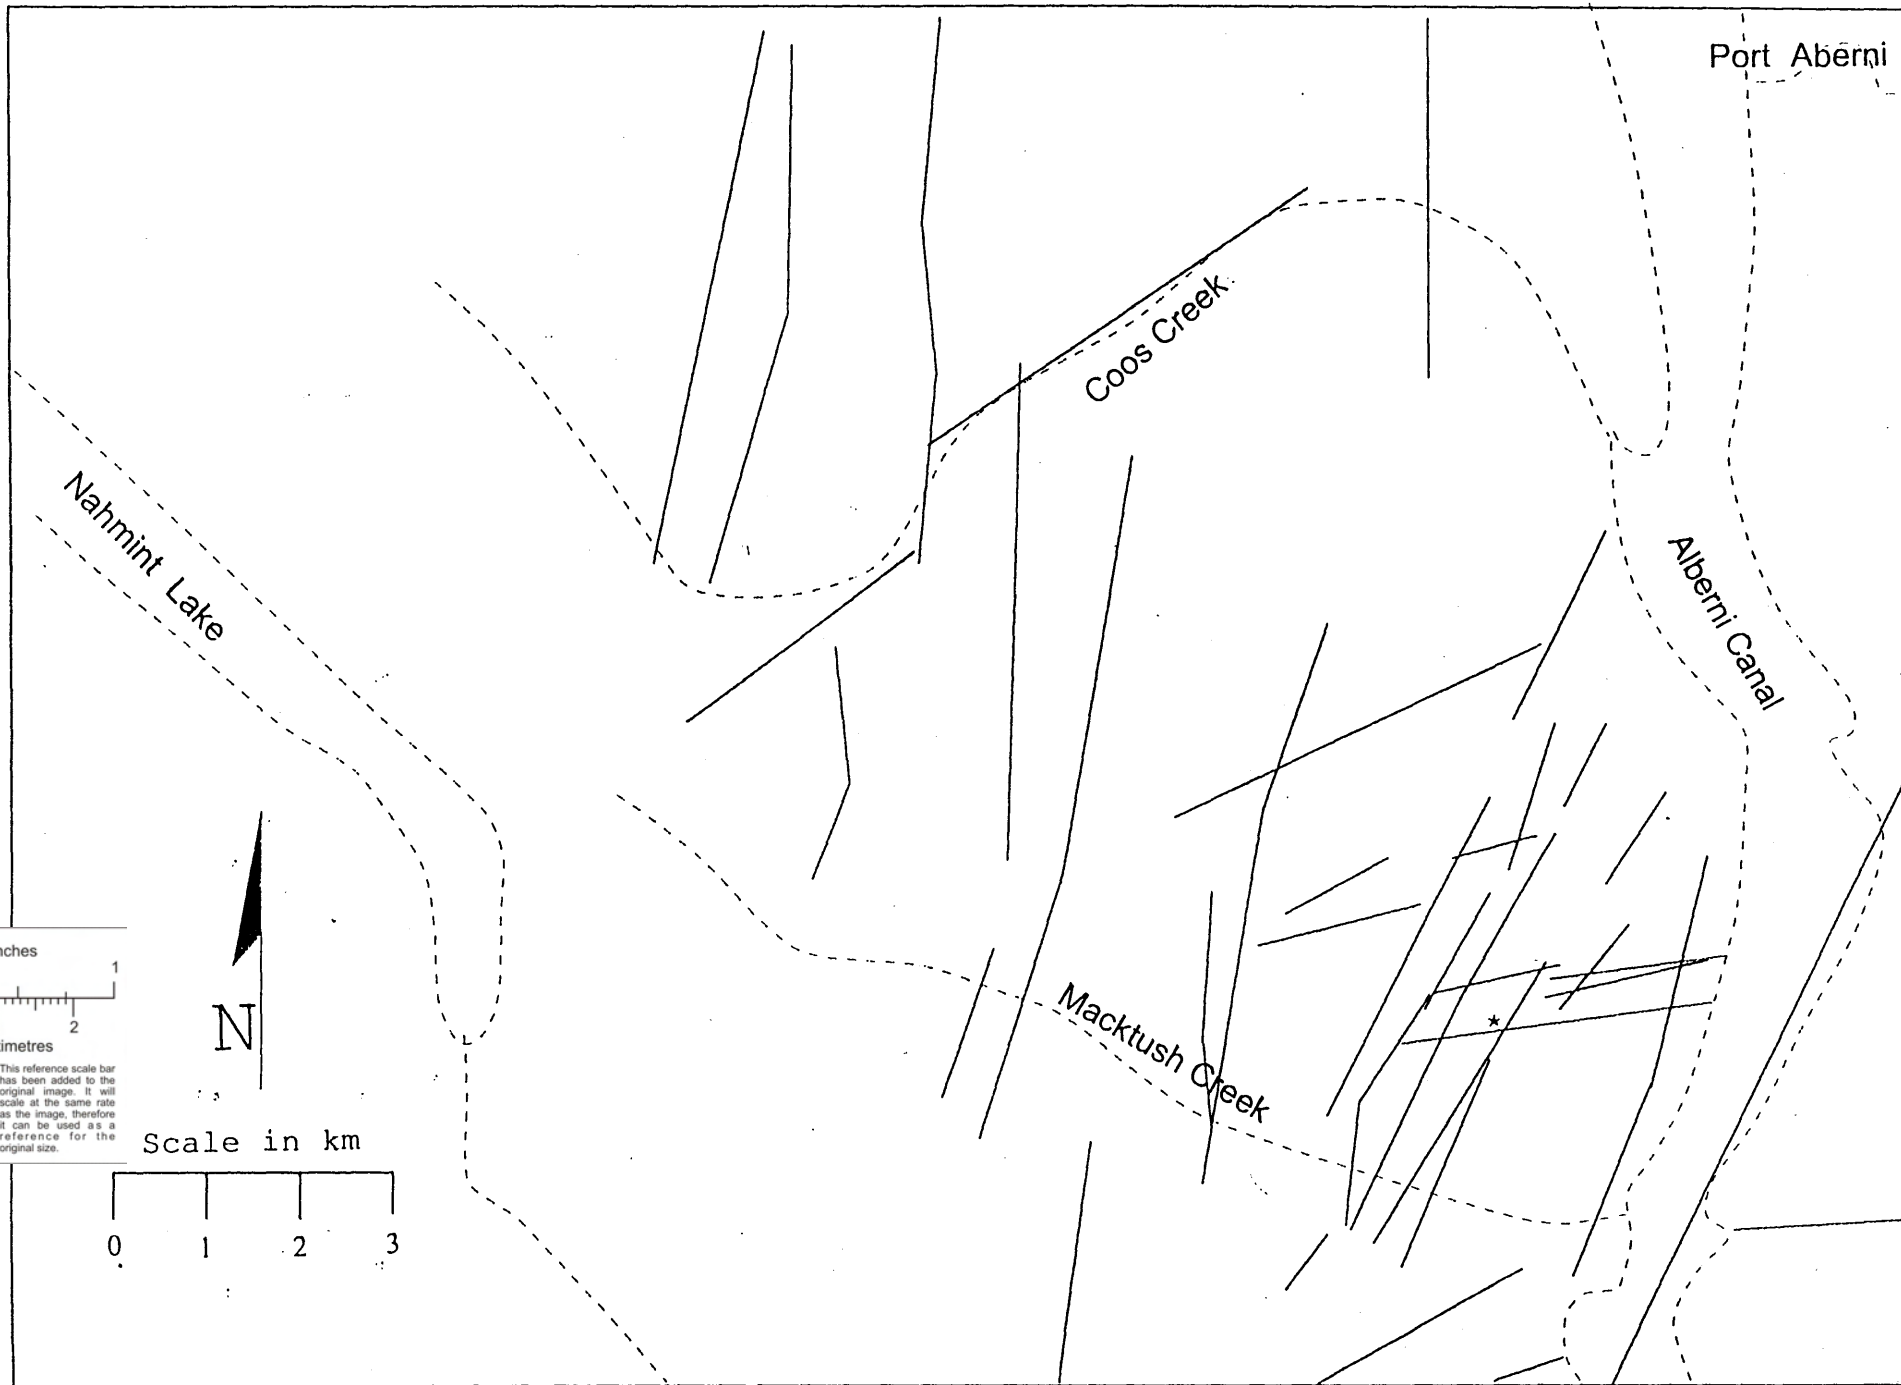 Port Aberni
Coos Creek
Nahmint Lake
Alberni Canal
Macktush Creek
N
Scale in km
0 1 2 3
nches
1
2
timetres
This reference scale bar
has been added to the
original image. It will
scale at the same rate
as the image, therefore
it can be used as a
reference for the
original size.